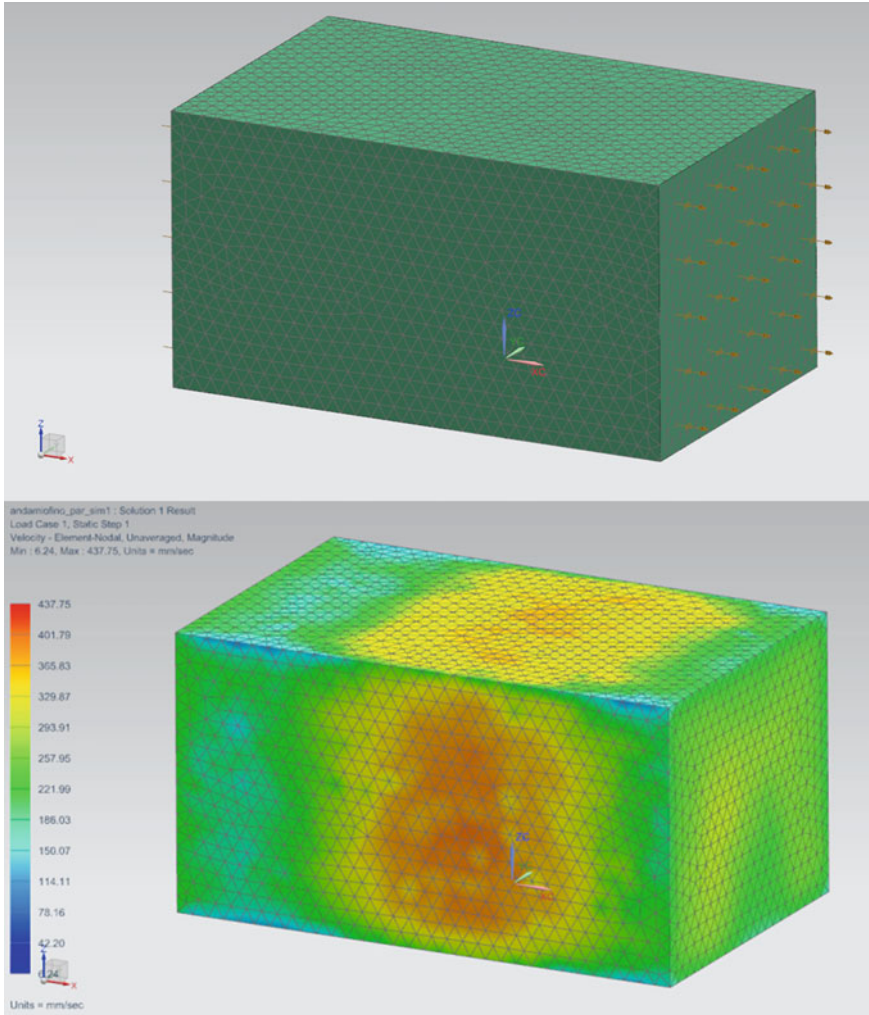 XC
Z
X
andamiofino_par_sim1 : Solution 1 Result
Load Case 1, Static Step 1
Velocity - Element-Nodal, Unaveraged, Magnitude
Min : 6.24, Max : 437.75, Units = mm/sec
437.75
401.79
365.83
329.87
293.91
257.95
221.99
186.03
150.07
114.11
78.16
42.20
6.24
ZC
Z
X
Units = mm/sec